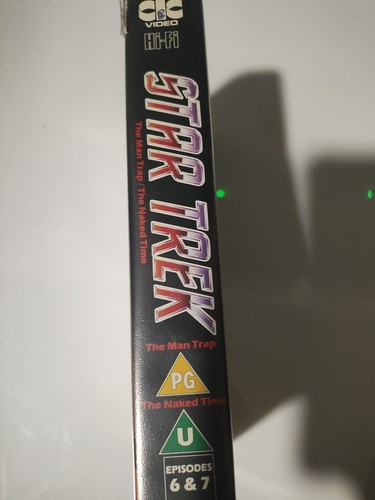 CIC
VIDEO
Hi-Fi
STAR TREK
The Man Trap/The Naked Time
The Man Trap
PG
The Naked Time
U
EPISODES
6 & 7